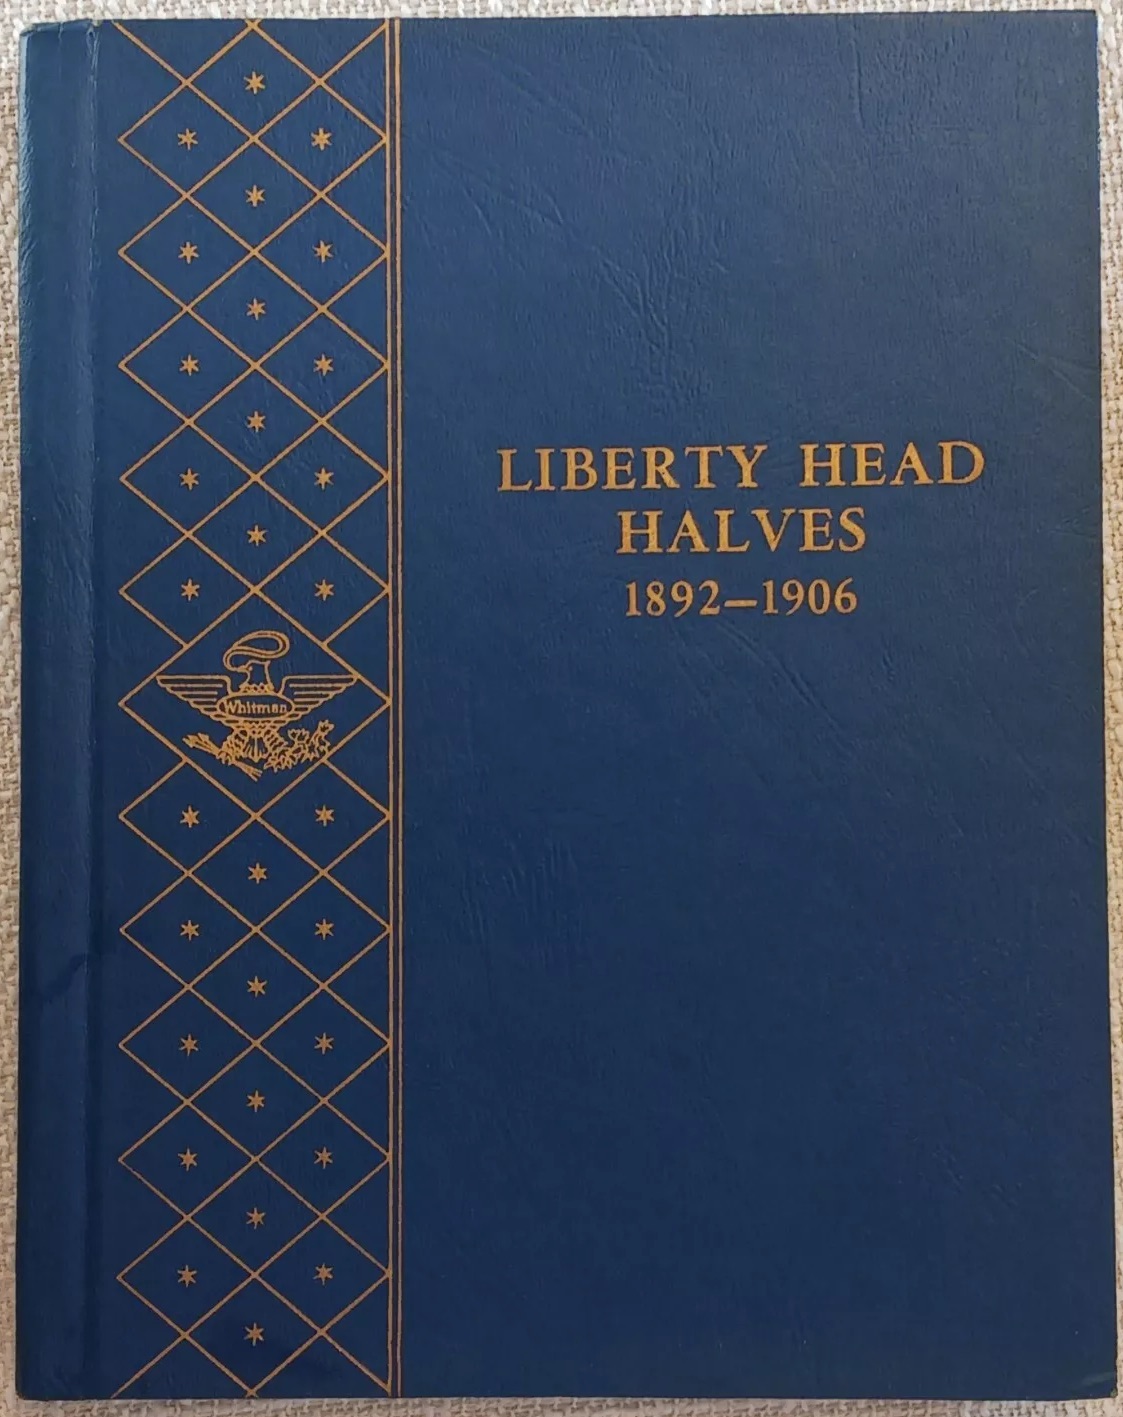 LIBERTY HEAD
HALVES
1892–1906
Whitman